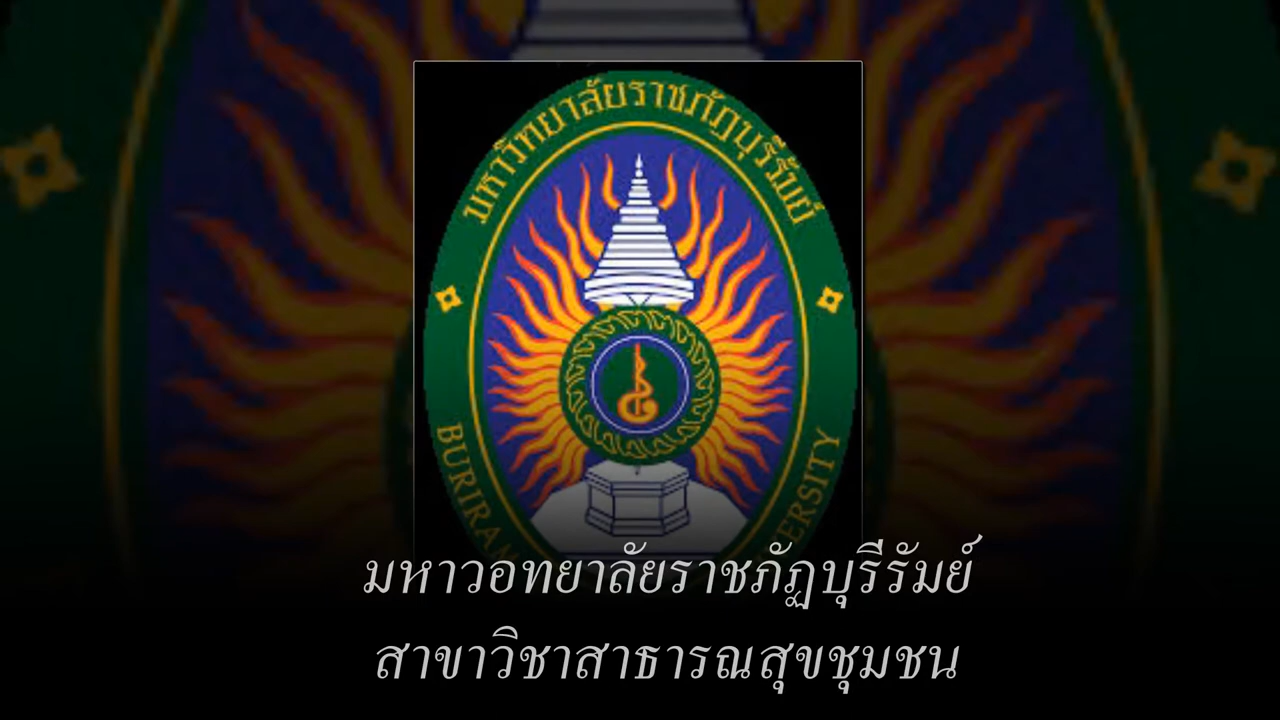 มหาวิทยาลัยราชภัฏบุรีรัมย์
BURIRAM
ERSITY
มหาวอทยาลัยราชภัฏบุรีรัมย์
สาขาวิชาสาธารณสุขชุมชน